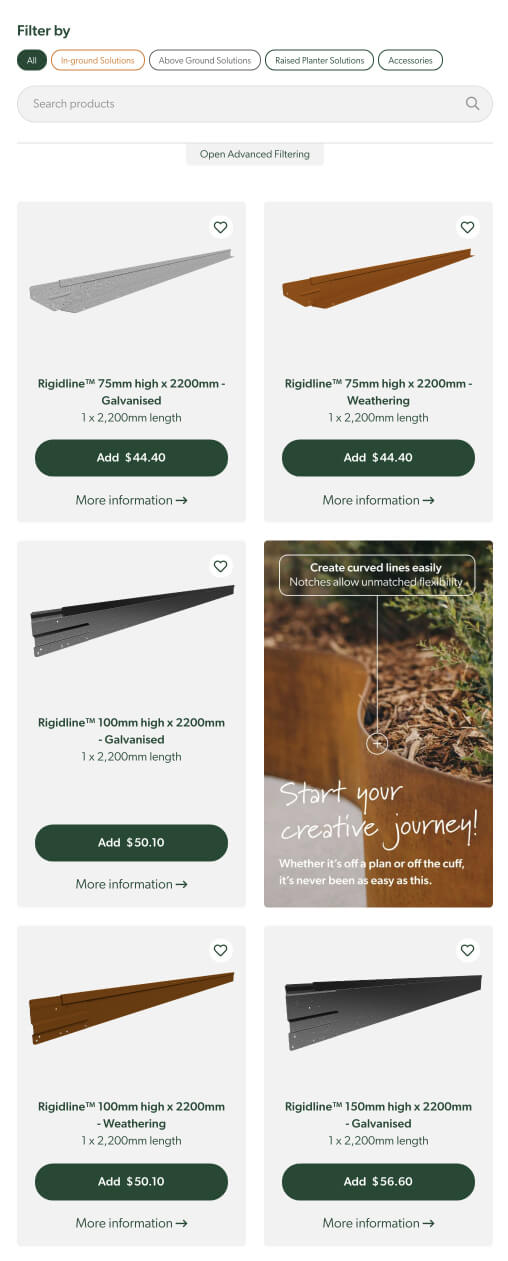 Filter by
All In-ground Solutions Above Ground Solutions Raised Planter Solutions Accessories
Search products
Open Advanced Filtering
Rigidline™ 75mm high x 2200mm -
Galvanised
1 x 2,200mm length
Add $44.40
More information →
Rigidline™ 75mm high x 2200mm -
Weathering
1 x 2,200mm length
Add $44.40
More information →
Rigidline™ 100mm high x 2200mm
- Galvanised
1 x 2,200mm length
Add $50.10
More information →
Create curved lines easily
Notches allow unmatched flexibility
Start your
creative journey!
Whether it's off a plan or off the cuff,
it's never been as easy as this.
Rigidline™ 100mm high x 2200mm
- Weathering
1 x 2,200mm length
Add $50.10
More information →
Rigidline™ 150mm high x 2200mm
- Galvanised
1 x 2,200mm length
Add $56.60
More information →